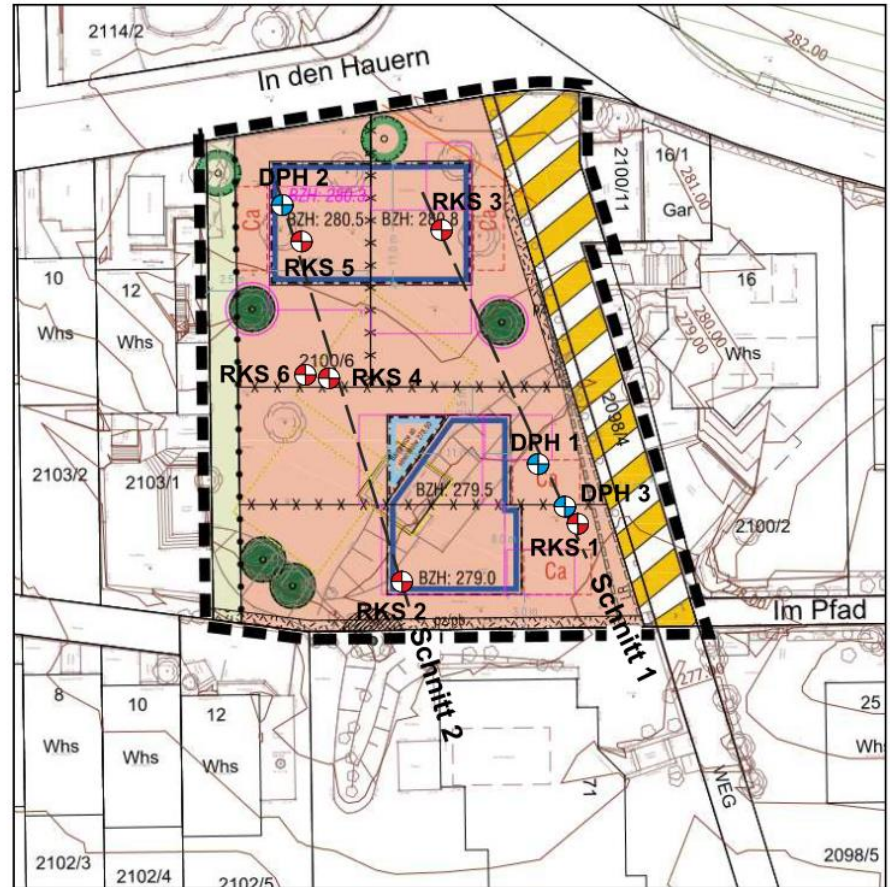 2114/2
In den Hauern
282.00
2100/11
16/1
Gar
281.00
DPH 2
BZH: 280.3
BZH: 280.5
BZH: 280.8
RKS 3
Ca
Ca
RKS 5
10
Whs
12
Whs
16
Whs
280.00
279.00
2100/6
RKS 6
RKS 4
2098/4
DPH 1
Ca
BZH: 279.5
DPH 3
2103/2
2103/1
2100/2
RKS 1
Ca
BZH: 279.0
RKS 2
Schnitt 1
Schnitt 2
Im Pfad
277.00
8
Whs
10
Whs
12
Whs
71
25
WEG
2102/3
2102/4
2102/5
2098/5